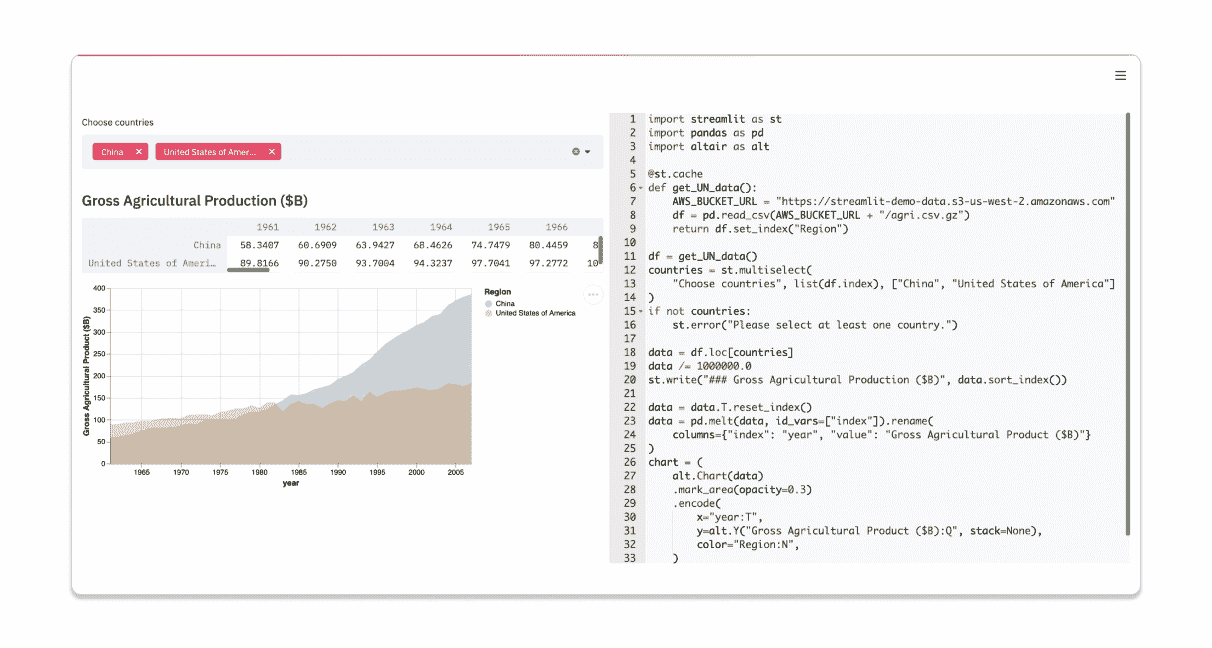 Choose countries
China × United States of Amer... ×
Gross Agricultural Production ($B)
1961 1962 1963 1964 1965 1966
China 58.3407 60.6909 63.9427 68.4626 74.7479 80.4459 8
United States of Ameri… 89.8166 90.2750 93.7004 94.3237 97.7041 97.2772 10
Gross Agricultural Product ($B)
400
350
300
250
200
150
100
50
0
1965 1970 1975 1980 1985 1990 1995 2000 2005
year
Region
China
United States of America
1 import streamlit as st
2 import pandas as pd
3 import altair as alt
4
5 @st.cache
6 def get_UN_data():
7 AWS_BUCKET_URL = "https://streamlit-demo-data.s3-us-west-2.amazonaws.com"
8 df = pd.read_csv(AWS_BUCKET_URL + "/agri.csv.gz")
9 return df.set_index("Region")
10
11 df = get_UN_data()
12 countries = st.multiselect(
13 "Choose countries", list(df.index), ["China", "United States of America"]
14 )
15 if not countries:
16 st.error("Please select at least one country.")
17
18 data = df.loc[countries]
19 data /= 1000000.0
20 st.write("### Gross Agricultural Production ($B)", data.sort_index())
21
22 data = data.T.reset_index()
23 data = pd.melt(data, id_vars=["index"]).rename(
24 columns={"index": "year", "value": "Gross Agricultural Product ($B)"}
25 )
26 chart = (
27 alt.Chart(data)
28 .mark_area(opacity=0.3)
29 .encode(
30 x="year:T",
31 y=alt.Y("Gross Agricultural Product ($B):Q", stack=None),
32 color="Region:N",
33 )